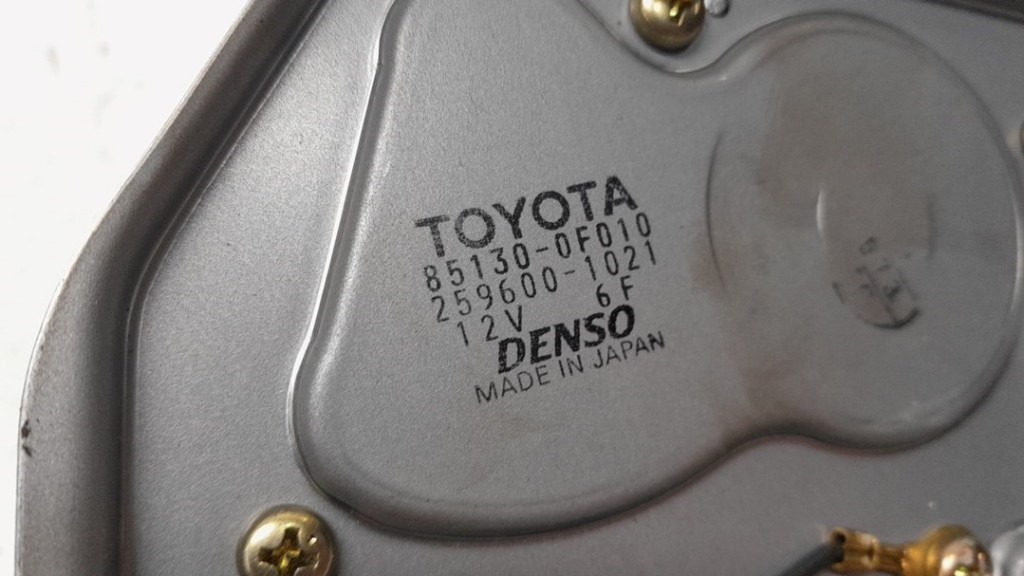 TOYOTA
85130-0F010
259600-1021
12V 6F
DENSO
MADE IN JAPAN